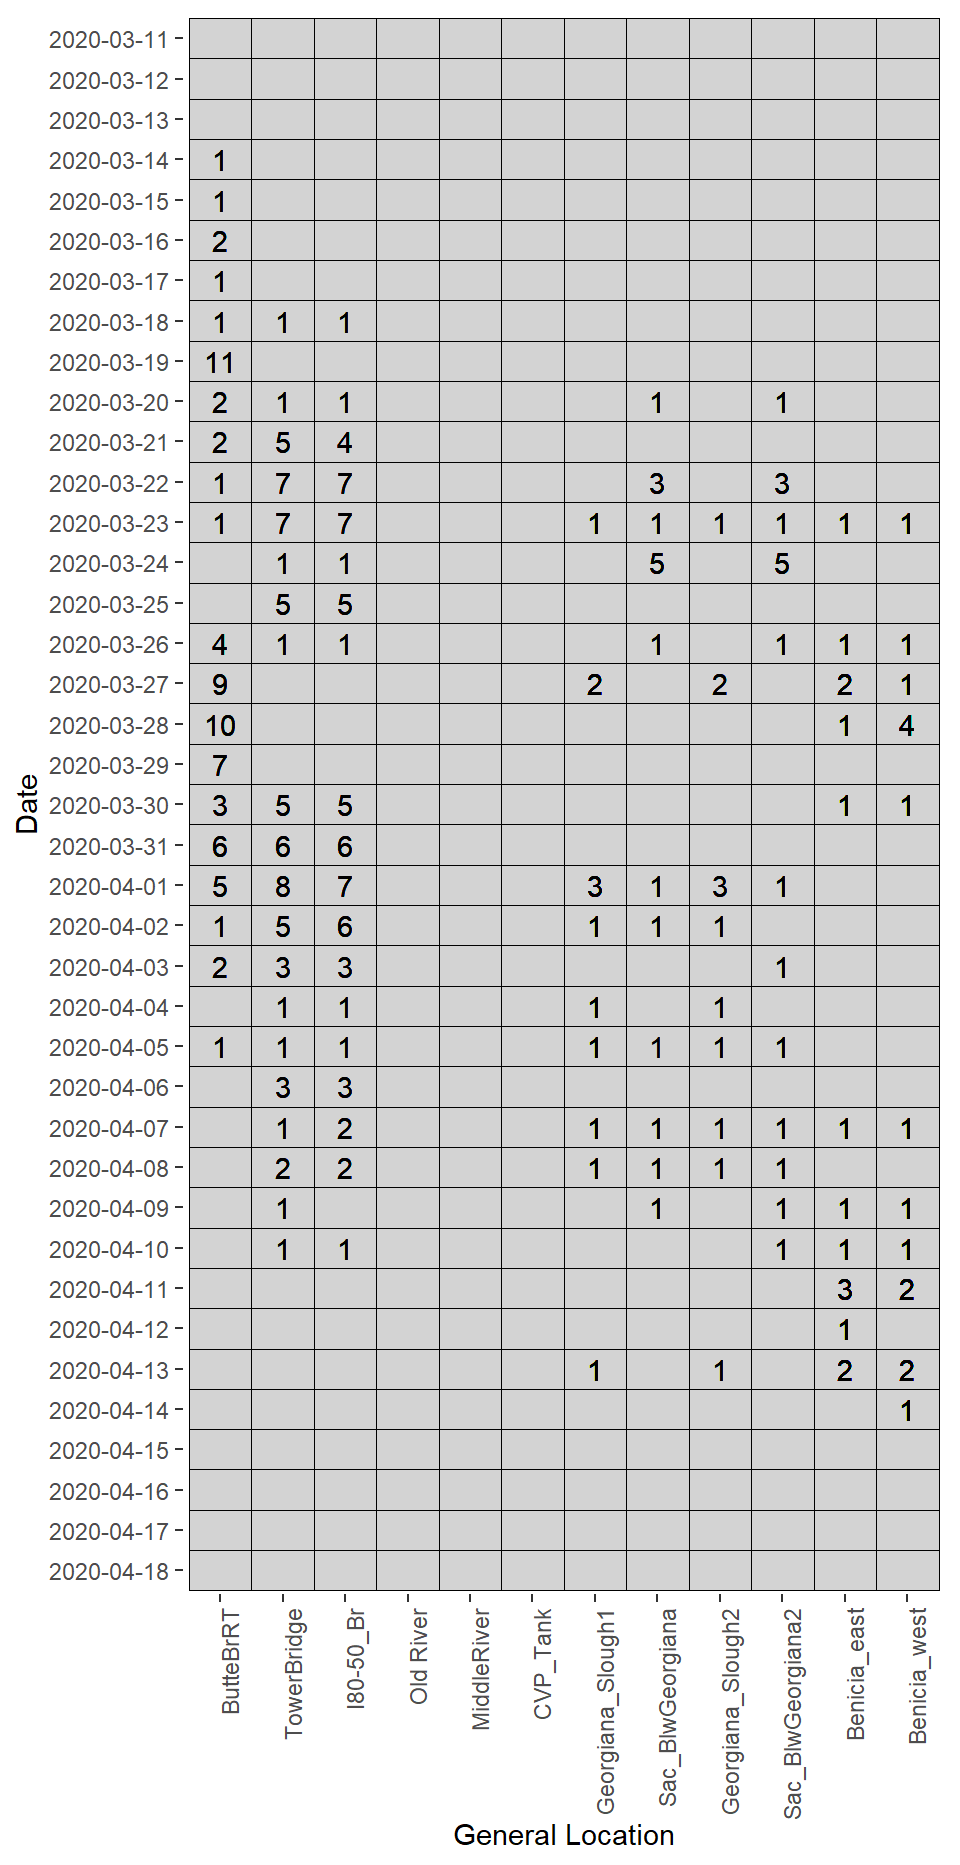 2020-03-11
2020-03-12
2020-03-13
2020-03-14 1
2020-03-15 1
2020-03-16 2
2020-03-17 1
2020-03-18 1 1 1
2020-03-19 11
2020-03-20 2 1 1 1 1
2020-03-21 2 5 4
2020-03-22 1 7 7 3 3
2020-03-23 1 7 7 1 1 1 1 1 1
2020-03-24 1 1 5 5
2020-03-25 5 5
2020-03-26 4 1 1 1 1 1 1
2020-03-27 9 2 2 2 1
2020-03-28 10 1 4
2020-03-29 7
2020-03-30 3 5 5 1 1
2020-03-31 6 6 6
2020-04-01 5 8 7 3 1 3 1
2020-04-02 1 5 6 1 1 1
2020-04-03 2 3 3 1
2020-04-04 1 1 1 1
2020-04-05 1 1 1 1 1 1 1
2020-04-06 3 3
2020-04-07 1 2 1 1 1 1 1 1
2020-04-08 2 2 1 1 1 1
2020-04-09 1 1 1 1 1
2020-04-10 1 1 1 1 1
2020-04-11 3 2
2020-04-12 1
2020-04-13 1 1 2 2
2020-04-14 1
2020-04-15
2020-04-16
2020-04-17
2020-04-18
Date
ButteBrRT
TowerBridge
I80-50_Br
Old River
MiddleRiver
CVP_Tank
Georgiana_Slough1
Sac_BlwGeorgiana
Georgiana_Slough2
Sac_BlwGeorgiana2
Benicia_east
Benicia_west
General Location